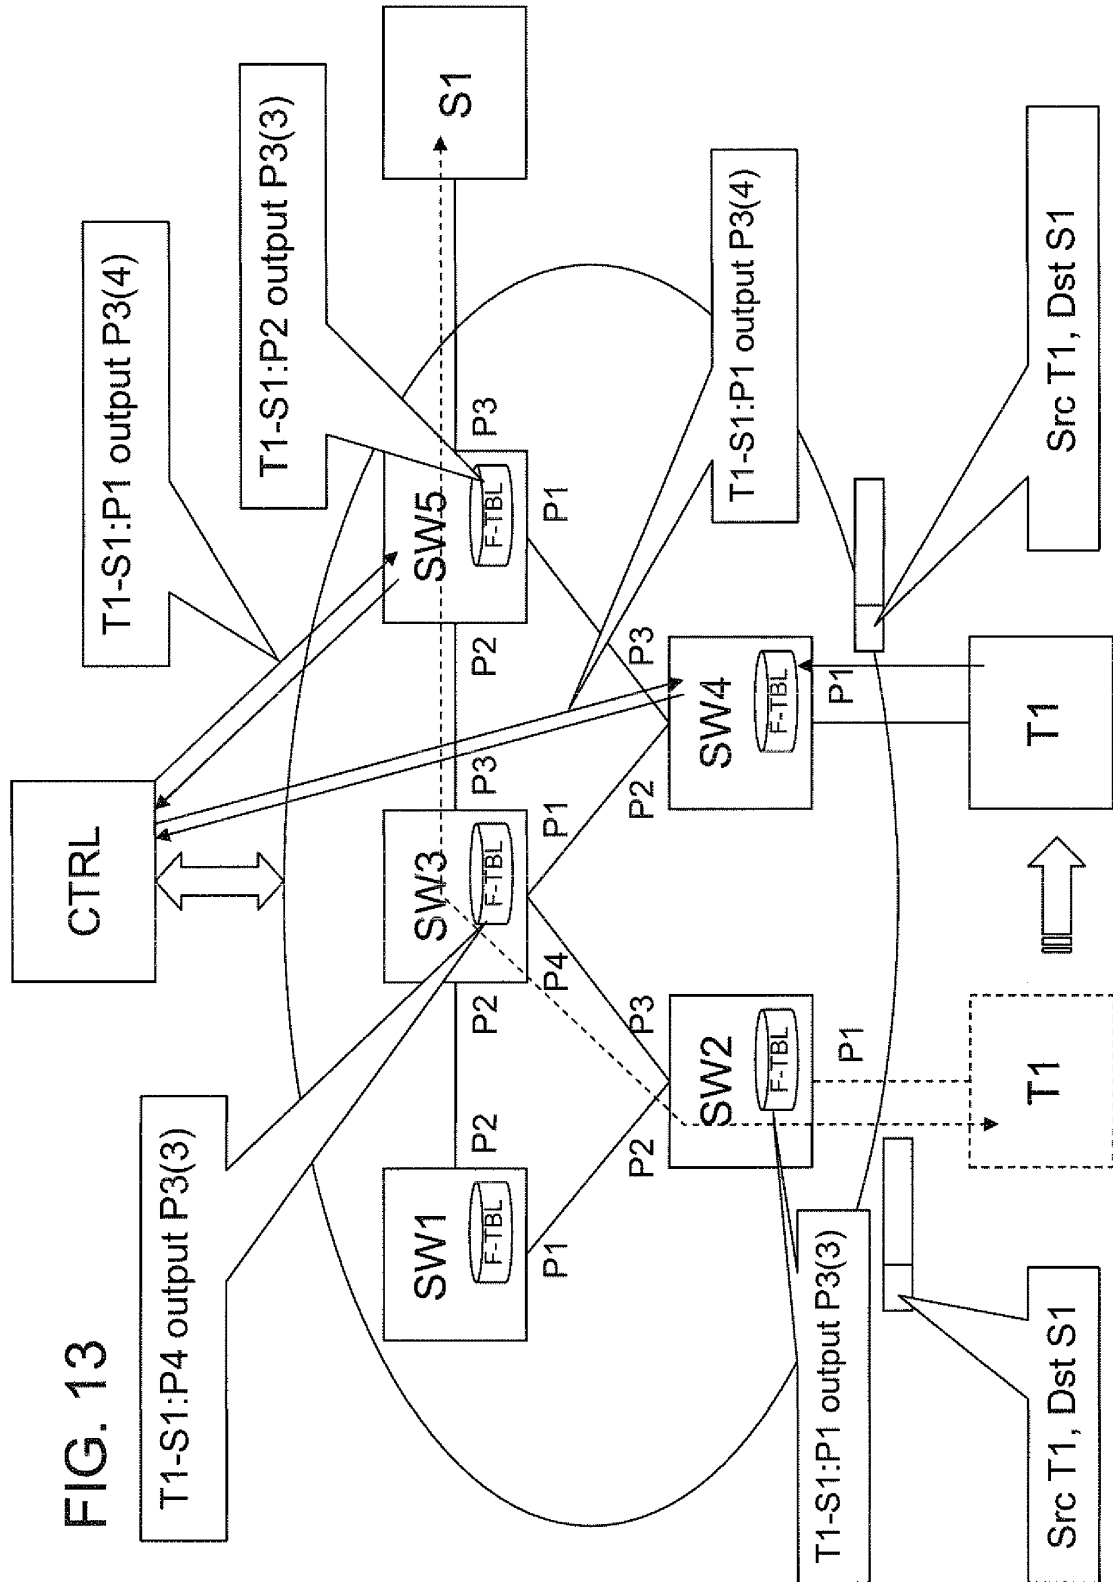 FIG. 13
CTRL
T1-S1:P1 output P3(4)
T1-S1:P4 output P3(3)
T1-S1:P2 output P3(3)
SW1
F-TBL
P1
P2
SW3
F-TBL
P2
P3
P4
P1
SW5
F-TBL
P2
P3
P1
S1
T1-S1:P1 output P3(4)
SW2
F-TBL
P2
P3
P1
SW4
F-TBL
P2
P3
P1
T1-S1:P1 output P3(3)
Src T1, Dst S1
T1
T1
Src T1, Dst S1